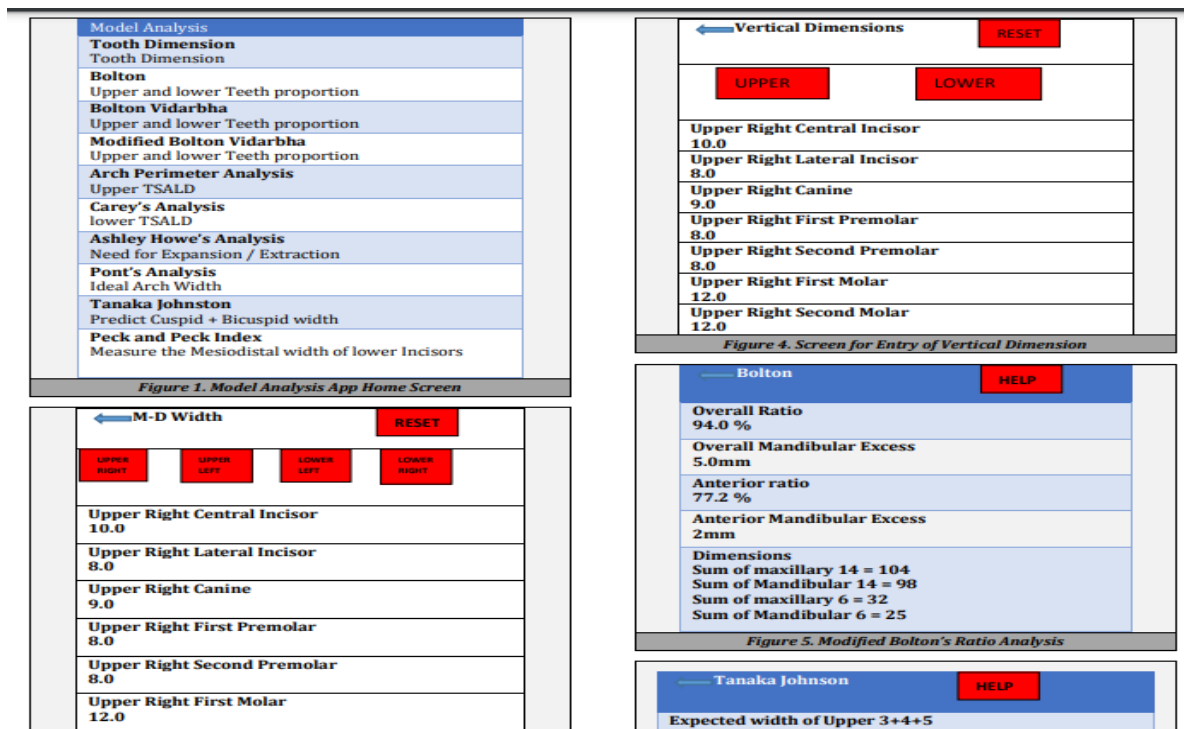 Model Analysis
Tooth Dimension
Tooth Dimension
Bolton
Upper and lower Teeth proportion
Bolton Vidarbha
Upper and lower Teeth proportion
Modified Bolton Vidarbha
Upper and lower Teeth proportion
Arch Perimeter Analysis
Upper TSALD
Carey's Analysis
lower TSALD
Ashley Howe's Analysis
Need for Expansion / Extraction
Pont's Analysis
Ideal Arch Width
Tanaka Johnston
Predict Cuspid + Bicuspid width
Peck and Peck Index
Measure the Mesiodistal width of lower Incisors
Figure 1. Model Analysis App Home Screen
M-D Width
RESET
UPPER RIGHT
UPPER LEFT
LOWER LEFT
LOWER RIGHT
Upper Right Central Incisor
10.0
Upper Right Lateral Incisor
8.0
Upper Right Canine
9.0
Upper Right First Premolar
8.0
Upper Right Second Premolar
8.0
Upper Right First Molar
12.0
Vertical Dimensions
RESET
UPPER
LOWER
Upper Right Central Incisor
10.0
Upper Right Lateral Incisor
8.0
Upper Right Canine
9.0
Upper Right First Premolar
8.0
Upper Right Second Premolar
8.0
Upper Right First Molar
12.0
Upper Right Second Molar
12.0
Figure 4. Screen for Entry of Vertical Dimension
Bolton
HELP
Overall Ratio
94.0 %
Overall Mandibular Excess
5.0mm
Anterior ratio
77.2 %
Anterior Mandibular Excess
2mm
Dimensions
Sum of maxillary 14 = 104
Sum of Mandibular 14 = 98
Sum of maxillary 6 = 32
Sum of Mandibular 6 = 25
Figure 5. Modified Bolton's Ratio Analysis
Tanaka Johnson
HELP
Expected width of Upper 3+4+5